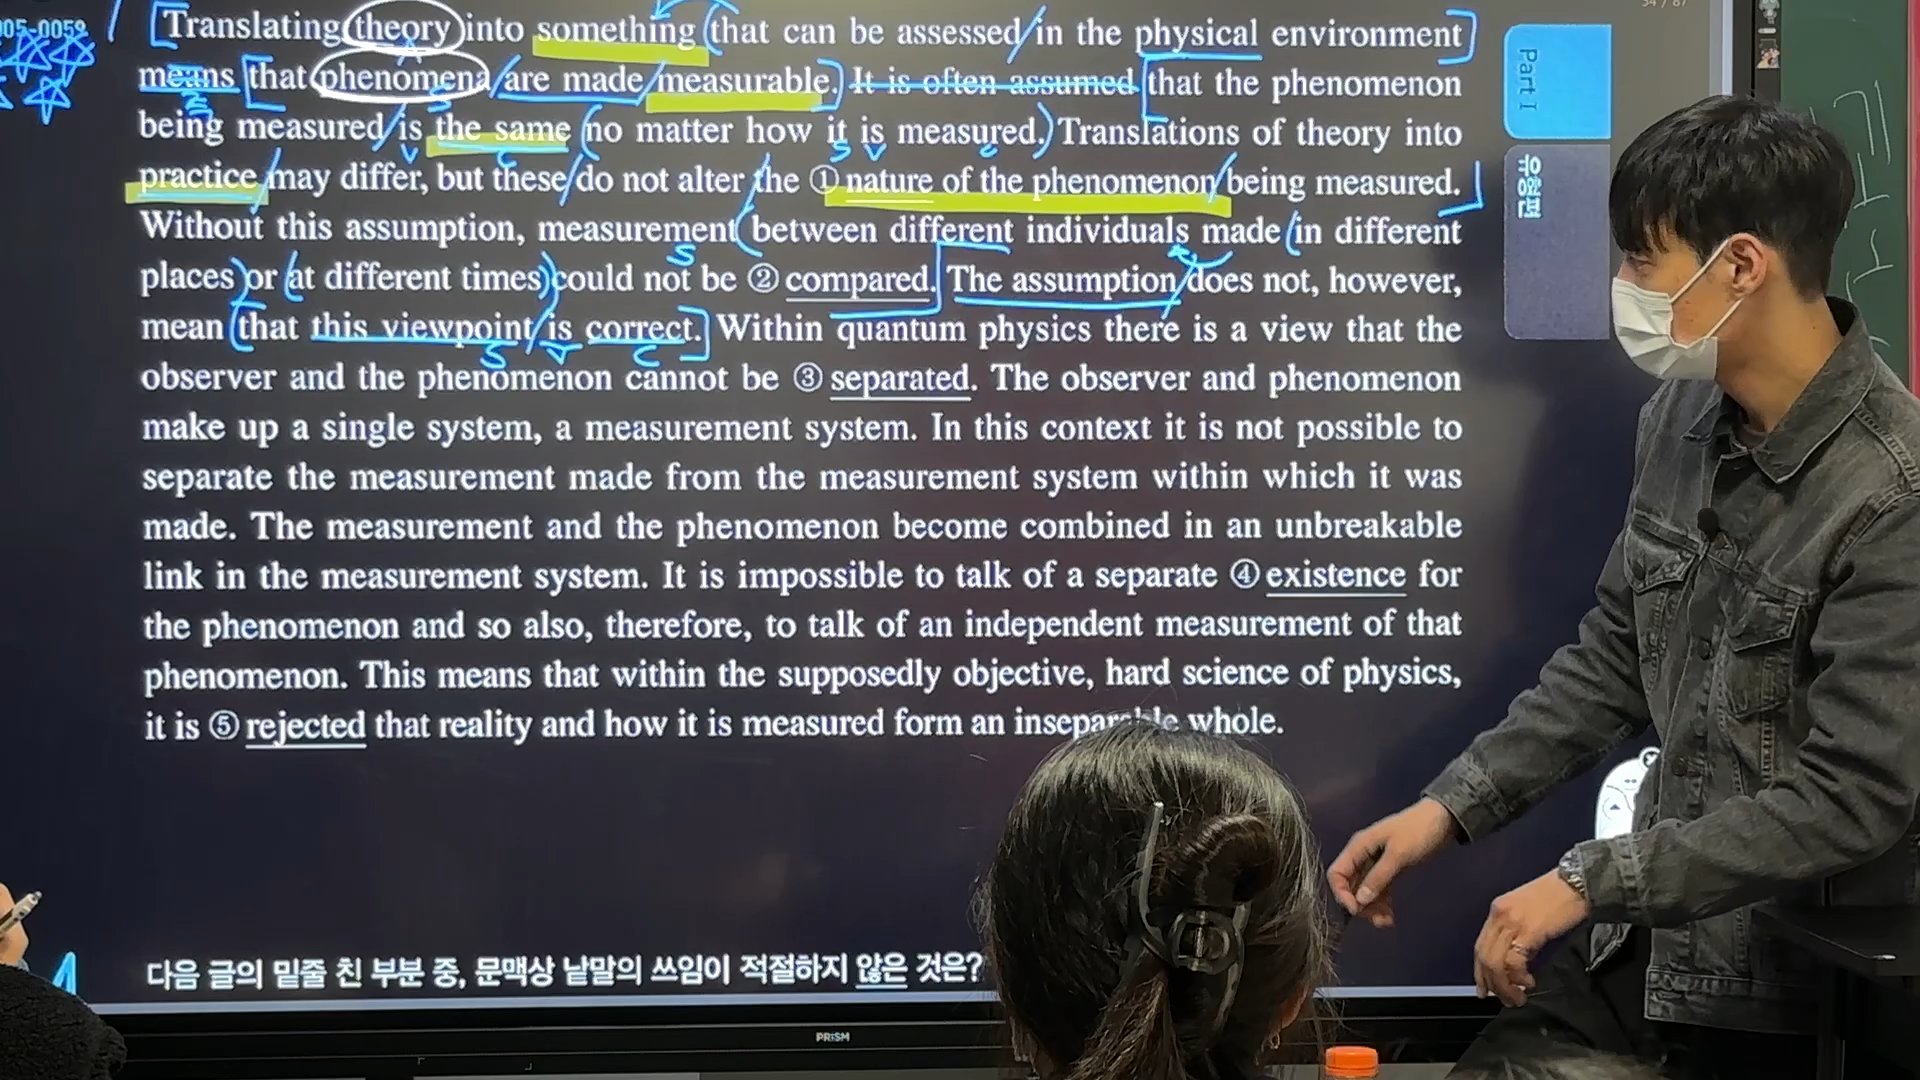 005-0059
34 / 87
Translating theory into something that can be assessed in the physical environment
means that phenomena are made measurable. It is often assumed that the phenomenon
being measured is the same no matter how it is measured. Translations of theory into
practice may differ, but these do not alter the ① nature of the phenomenon being measured.
Without this assumption, measurement between different individuals made in different
places or at different times could not be ② compared. The assumption does not, however,
mean that this viewpoint is correct. Within quantum physics there is a view that the
observer and the phenomenon cannot be ③ separated. The observer and phenomenon
make up a single system, a measurement system. In this context it is not possible to
separate the measurement made from the measurement system within which it was
made. The measurement and the phenomenon become combined in an unbreakable
link in the measurement system. It is impossible to talk of a separate ④ existence for
the phenomenon and so also, therefore, to talk of an independent measurement of that
phenomenon. This means that within the supposedly objective, hard science of physics,
it is ⑤ rejected that reality and how it is measured form an inseparable whole.
다음 글의 밑줄 친 부분 중, 문맥상 낱말의 쓰임이 적절하지 않은 것은?
Part I
유형편
PRISM